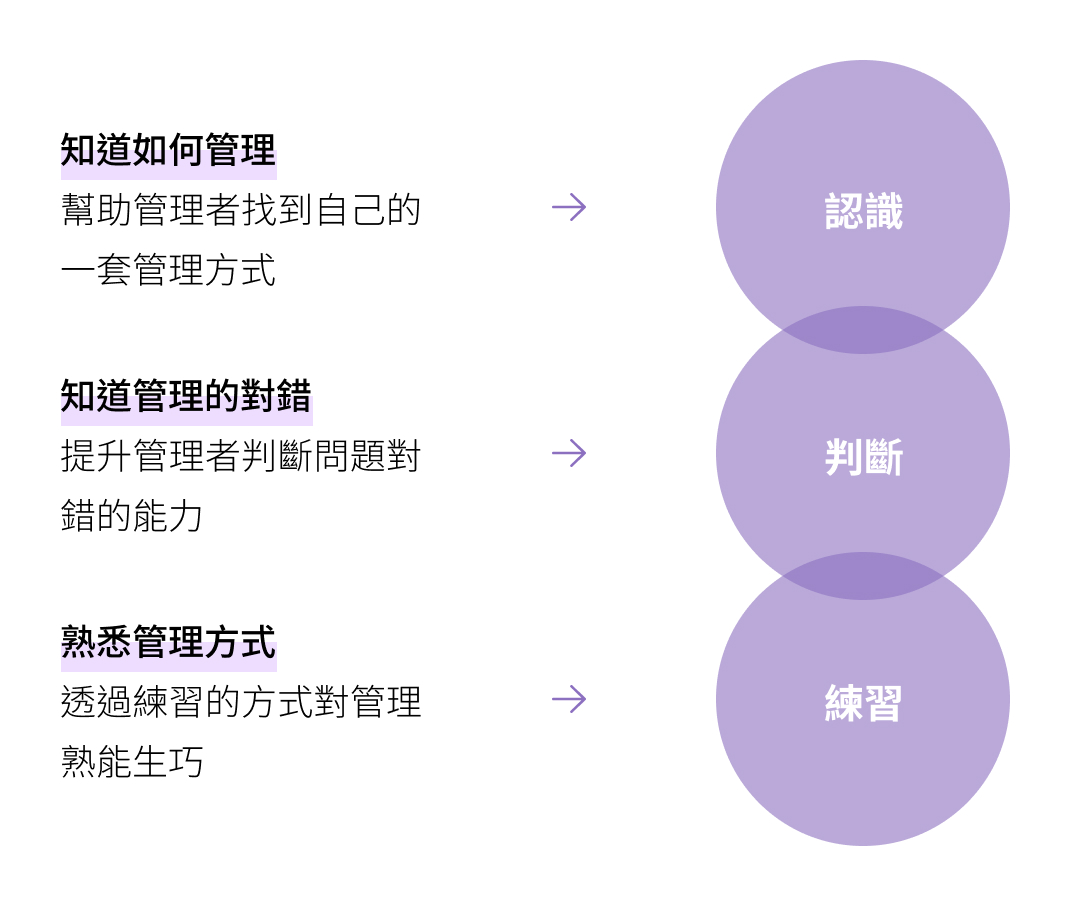 知道如何管理
幫助管理者找到自己的
一套管理方式
認識
知道管理的對錯
提升管理者判斷問題對
錯的能力
判斷
熟悉管理方式
透過練習的方式對管理
熟能生巧
練習